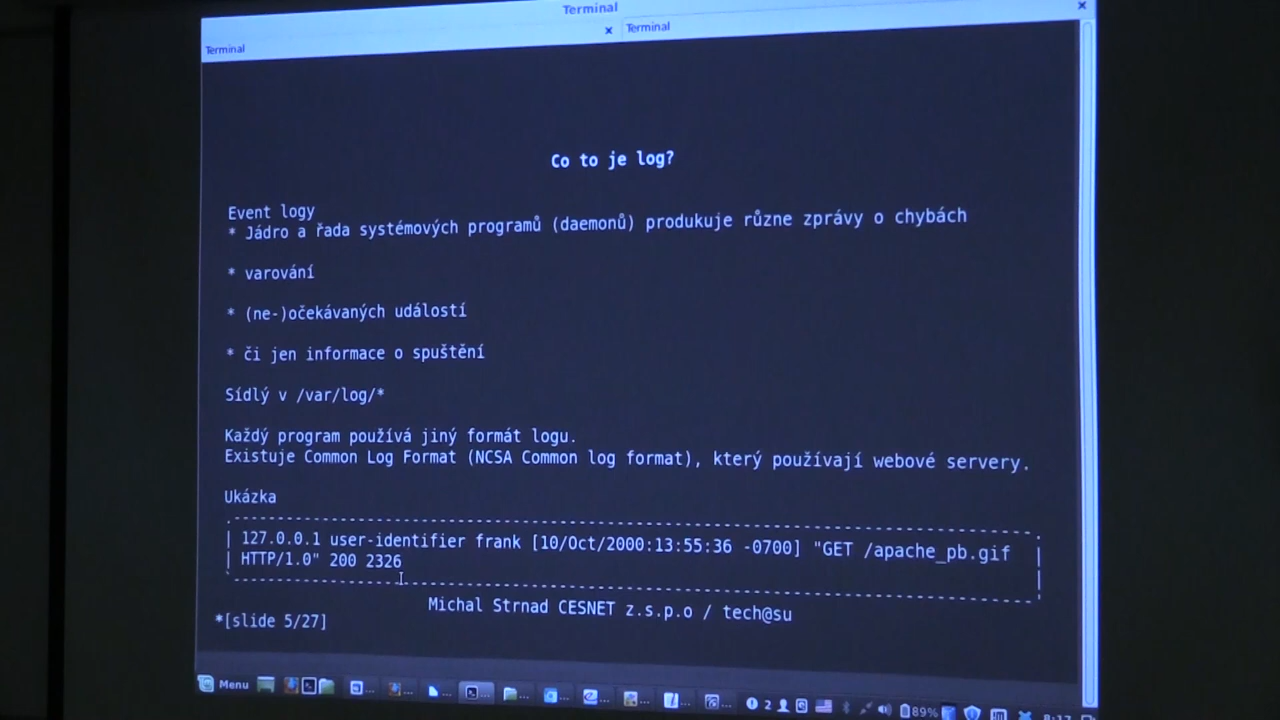 Terminal
Terminal
Terminal
Co to je log?
Event logy
* Jádro a řada systémových programů (daemonů) produkuje různe zprávy o chybách
* varování
* (ne-)očekávaných událostí
* či jen informace o spuštění
Sídlý v /var/log/*
Každý program používá jiný formát logu.
Existuje Common Log Format (NCSA Common log format), který používají webové servery.
Ukázka
127.0.0.1 user-identifier frank [10/Oct/2000:13:55:36 -0700] "GET /apache_pb.gif
HTTP/1.0" 200 2326
Michal Strnad CESNET z.s.p.o / tech@su
*[slide 5/27]
Menu
2
89%